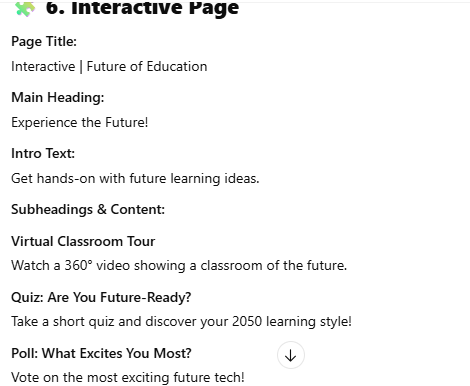 6. Interactive Page
Page Title:
Interactive | Future of Education
Main Heading:
Experience the Future!
Intro Text:
Get hands-on with future learning ideas.
Subheadings & Content:
Virtual Classroom Tour
Watch a 360° video showing a classroom of the future.
Quiz: Are You Future-Ready?
Take a short quiz and discover your 2050 learning style!
Poll: What Excites You Most?
Vote on the most exciting future tech!